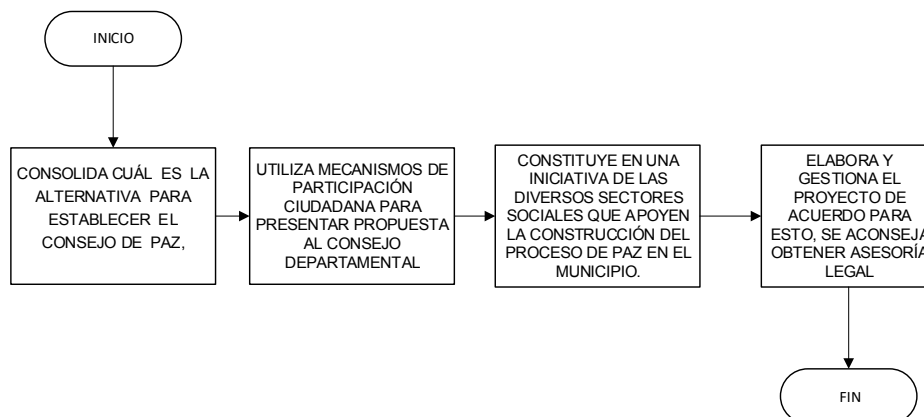 INICIO
CONSOLIDA CUÁL ES LA
ALTERNATIVA PARA
ESTABLECER EL
CONSEJO DE PAZ,
UTILIZA MECANISMOS DE
PARTICIPACIÓN
CIUDADANA PARA
PRESENTAR PROPUESTA
AL CONSEJO
DEPARTAMENTAL
CONSTITUYE EN UNA
INICIATIVA DE LAS
DIVERSOS SECTORES
SOCIALES QUE APOYEN
LA CONSTRUCCIÓN DEL
PROCESO DE PAZ EN EL
MUNICIPIO.
ELABORA Y
GESTIONA EL
PROYECTO DE
ACUERDO PARA
ESTO, SE ACONSEJA
OBTENER ASESORÍA
LEGAL
FIN